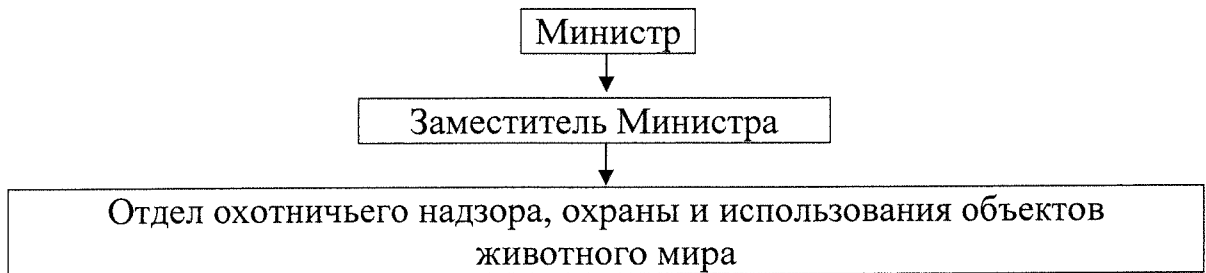 Министр
Заместитель Министра
Отдел охотничьего надзора, охраны и использования объектов
животного мира